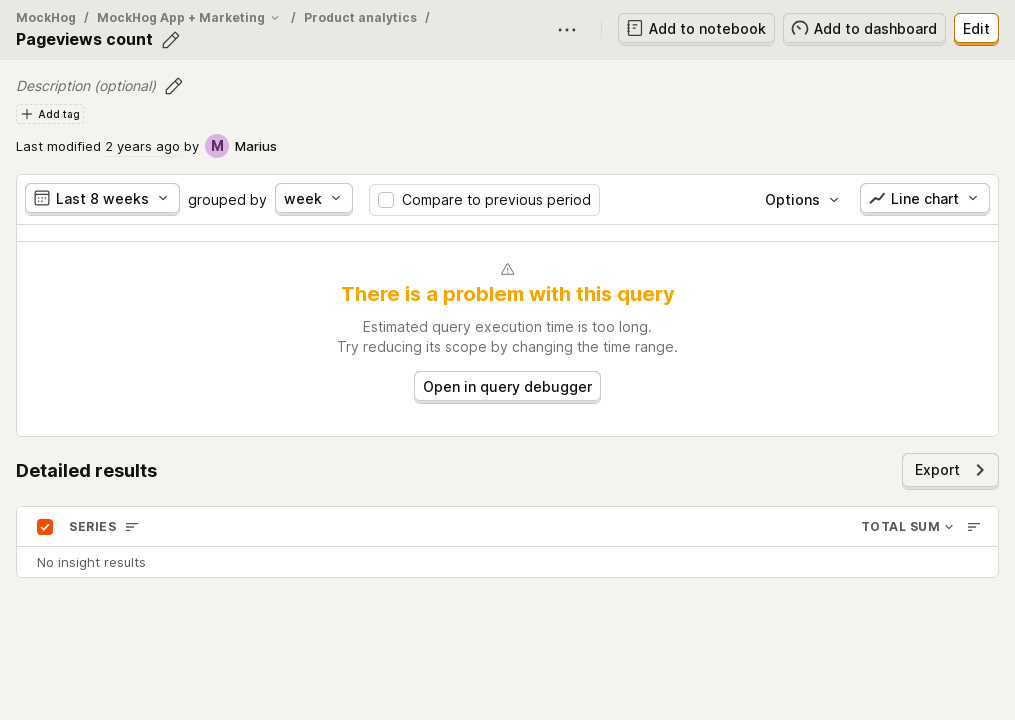 MockHog / MockHog App + Marketing / Product analytics /
Pageviews count
Add to notebook
Add to dashboard
Edit
Description (optional)
Add tag
Last modified 2 years ago by M Marius
Last 8 weeks grouped by week Compare to previous period Options Line chart
There is a problem with this query
Estimated query execution time is too long.
Try reducing its scope by changing the time range.
Open in query debugger
Detailed results
Export
SERIES TOTAL SUM
No insight results